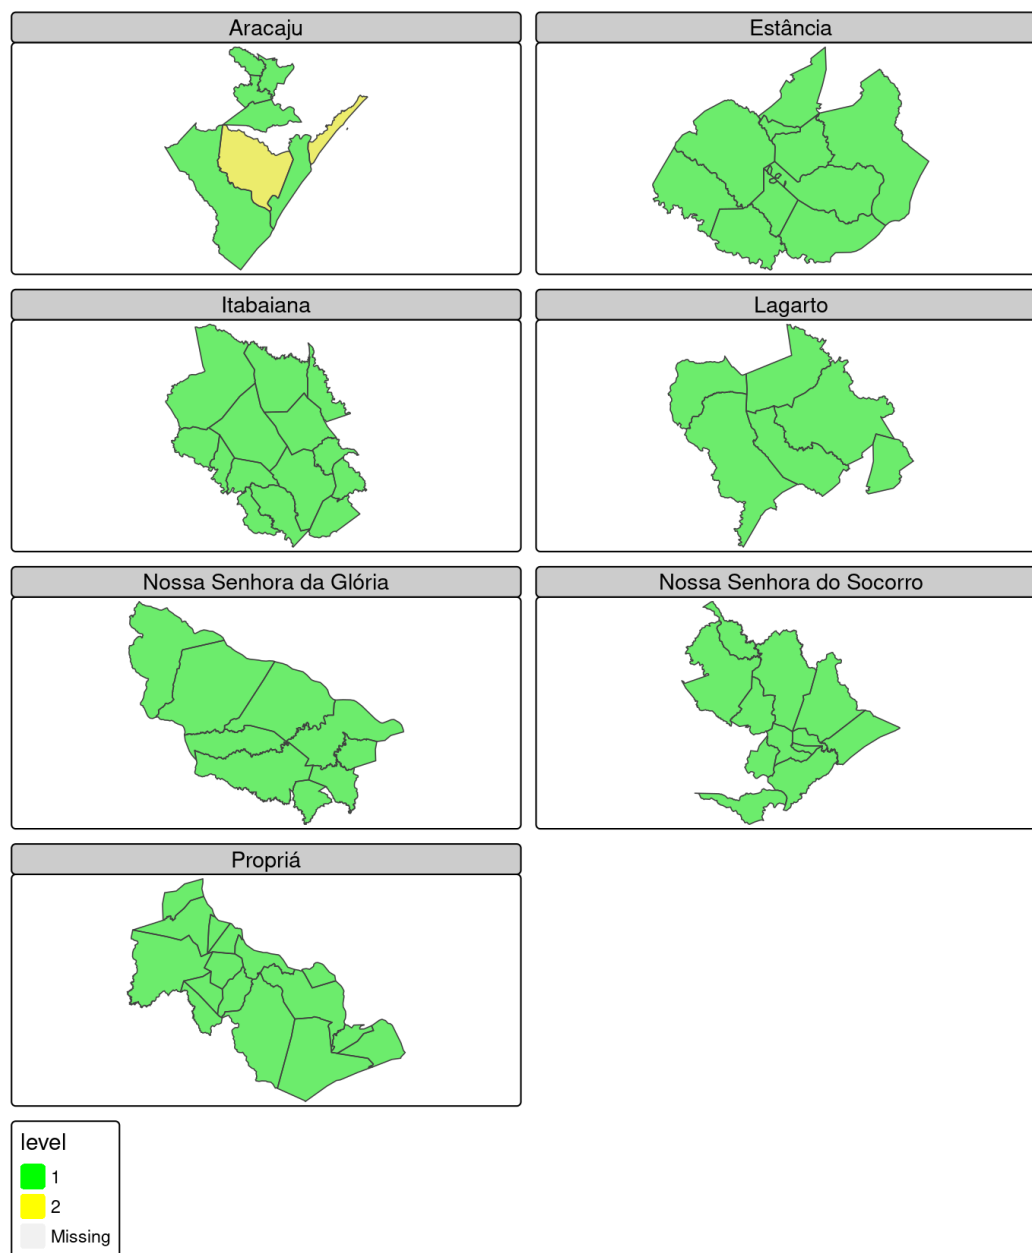 Aracaju
Estância
Itabaiana
Lagarto
Nossa Senhora da Glória
Nossa Senhora do Socorro
Propriá
level
1
2
Missing